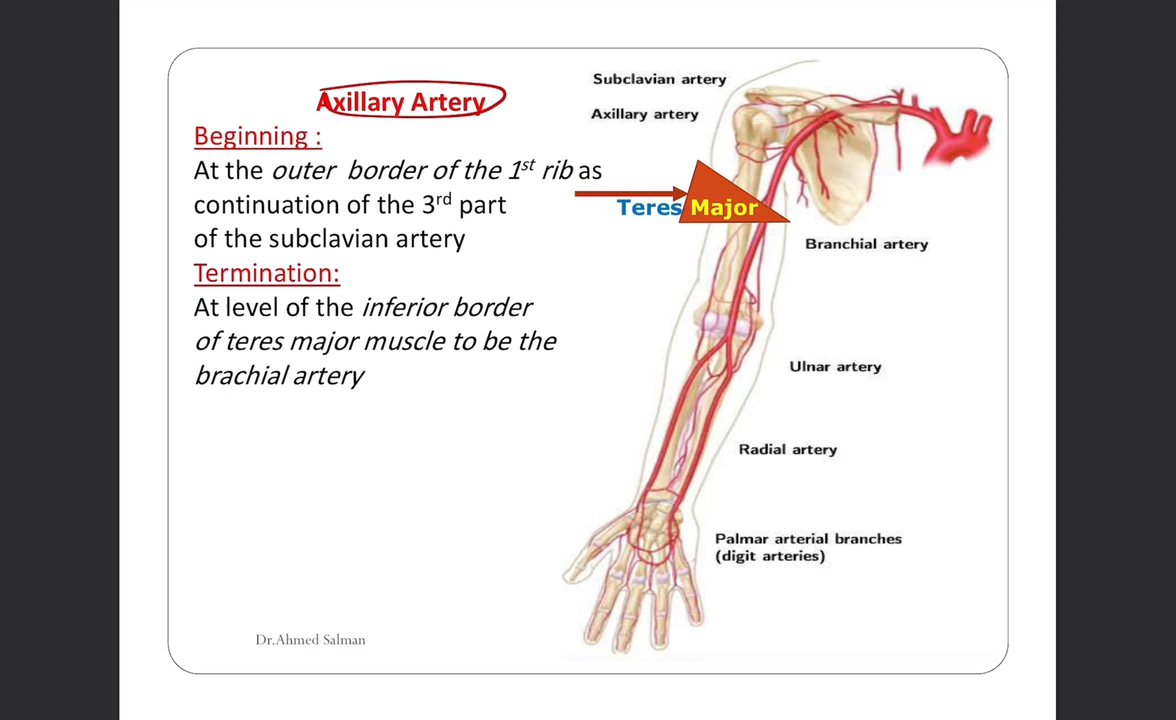 Axillary Artery
Beginning :
At the outer border of the 1st rib as
continuation of the 3rd part
of the subclavian artery
Termination:
At level of the inferior border
of teres major muscle to be the
brachial artery
Subclavian artery
Axillary artery
Teres Major
Branchial artery
Ulnar artery
Radial artery
Palmar arterial branches
(digit arteries)
Dr.Ahmed Salman